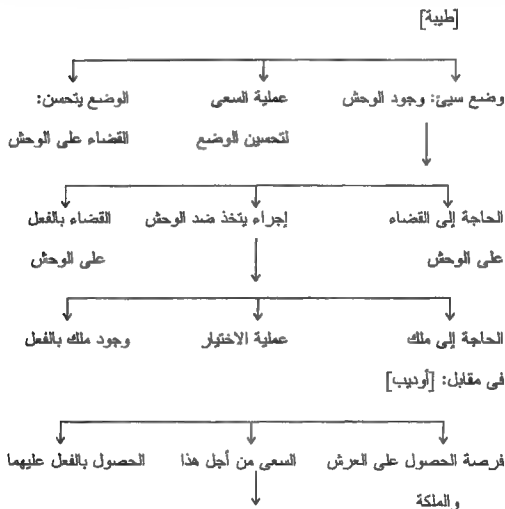 [طيبة]
وضع سيئ: وجود الوحش عملية السعى الوضع يتحسن:
لتحسين الوضع القضاء على الوحش
الحاجة إلى القضاء إجراء يتخذ ضد الوحش القضاء بالفعل
على الوحش على الوحش
الحاجة إلى ملك عملية الاختيار وجود ملك بالفعل
فى مقابل: [أوديب]
فرصة الحصول على العرش السعى من أجل هذا الحصول بالفعل عليهما
والملكة